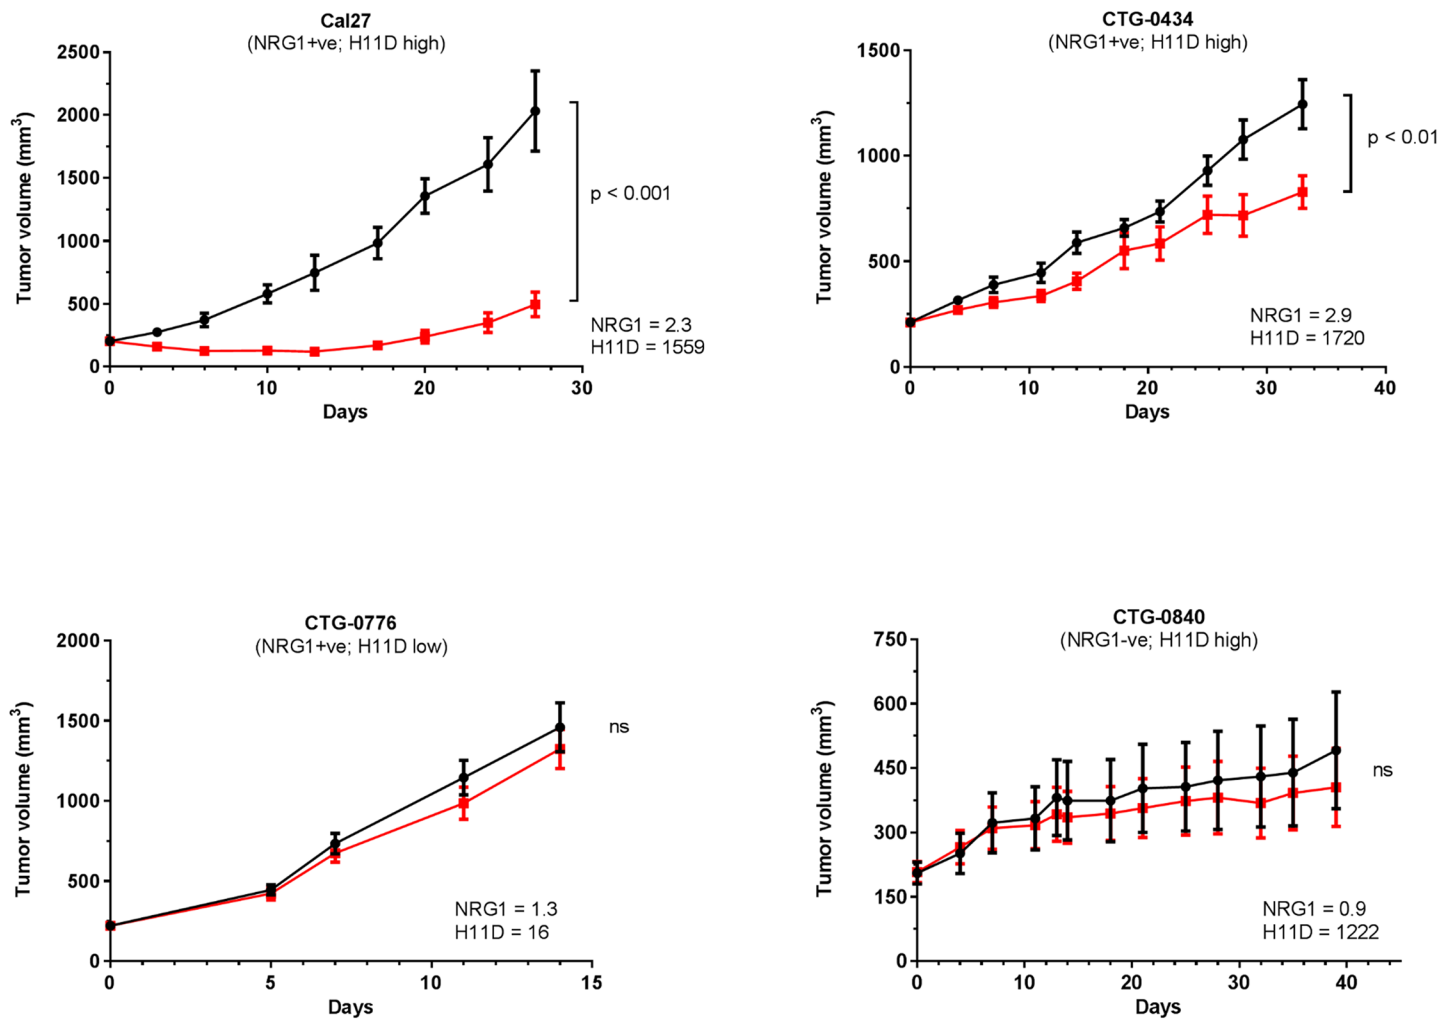 Cal27
(NRG1+ve; H11D high)
2500
2000
1500
1000
500
0
Tumor volume (mm3)
0 10 20 30
Days
p < 0.001
NRG1 = 2.3
H11D = 1559
CTG-0434
(NRG1+ve; H11D high)
1500
1000
500
0
Tumor volume (mm3)
0 10 20 30 40
Days
p < 0.01
NRG1 = 2.9
H11D = 1720
CTG-0776
(NRG1+ve; H11D low)
2000
1500
1000
500
0
Tumor volume (mm3)
0 5 10 15
Days
ns
NRG1 = 1.3
H11D = 16
CTG-0840
(NRG1-ve; H11D high)
750
600
450
300
150
0
Tumor volume (mm3)
0 10 20 30 40
Days
ns
NRG1 = 0.9
H11D = 1222